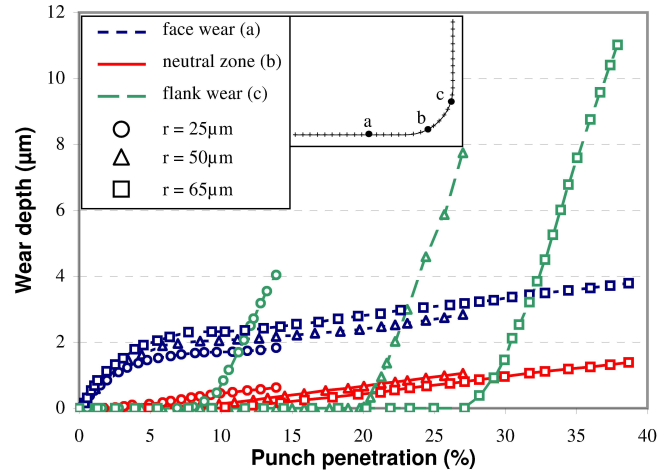 12
10
8
6
4
2
0
Wear depth (µm)
face wear (a)
neutral zone (b)
flank wear (c)
r = 25µm
r = 50µm
r = 65µm
a
b
c
0 5 10 15 20 25 30 35 40
Punch penetration (%)